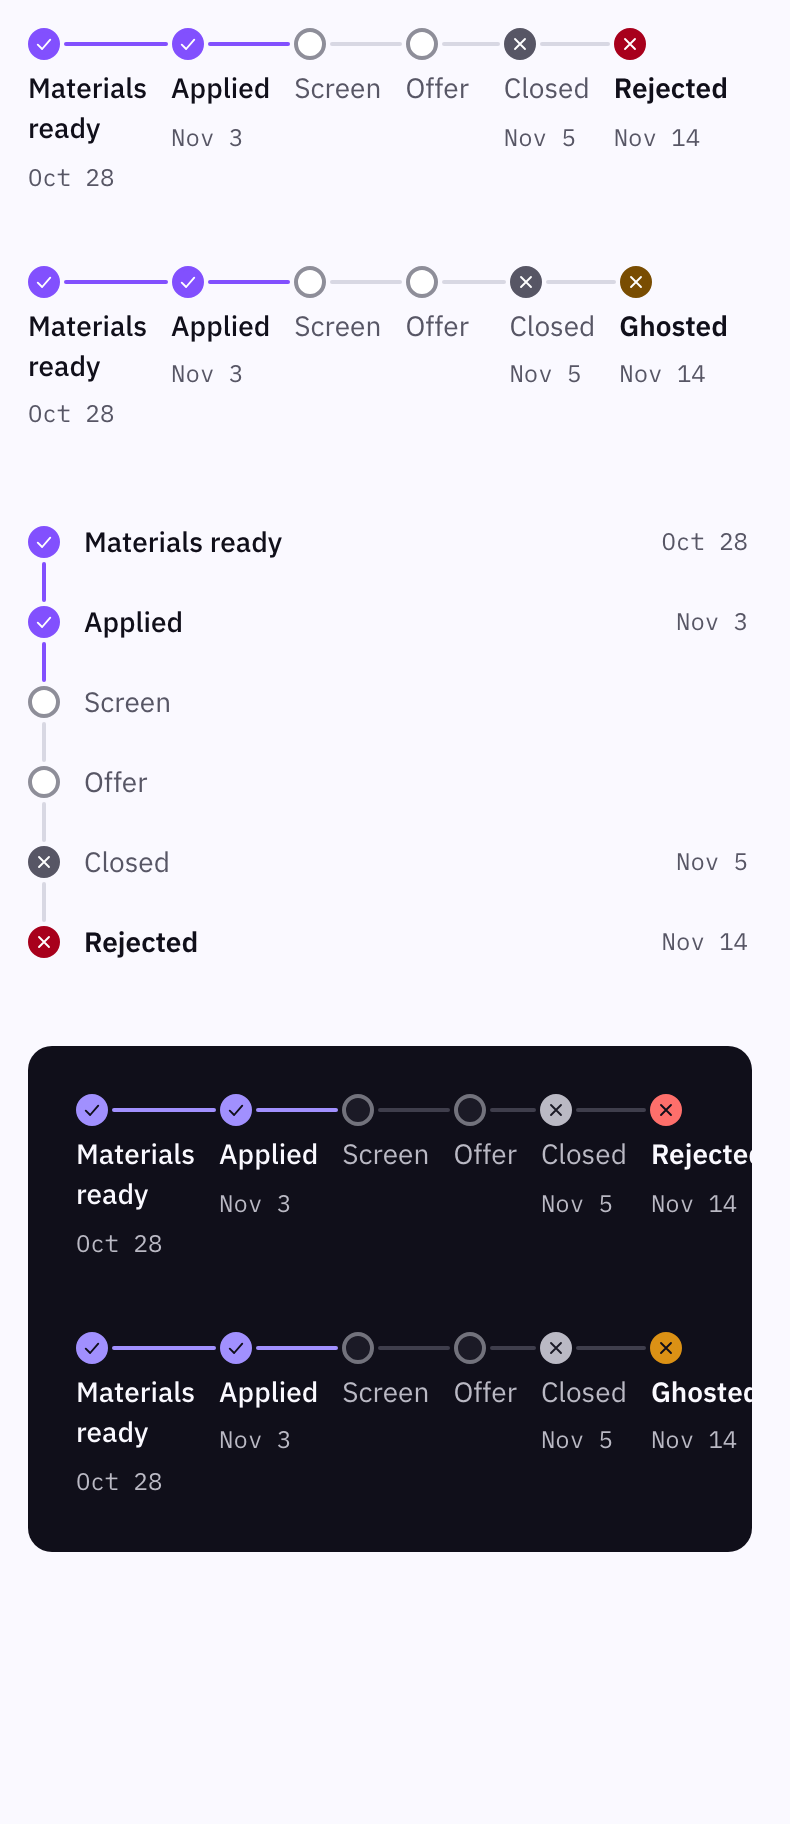 Materials Applied Screen Offer Closed Rejected
ready Nov 3 Nov 5 Nov 14
Oct 28
Materials Applied Screen Offer Closed Ghosted
ready Nov 3 Nov 5 Nov 14
Oct 28
Materials ready Oct 28
Applied Nov 3
Screen
Offer
Closed Nov 5
Rejected Nov 14
Materials Applied Screen Offer Closed Rejected
ready Nov 3 Nov 5 Nov 14
Oct 28
Materials Applied Screen Offer Closed Ghosted
ready Nov 3 Nov 5 Nov 14
Oct 28